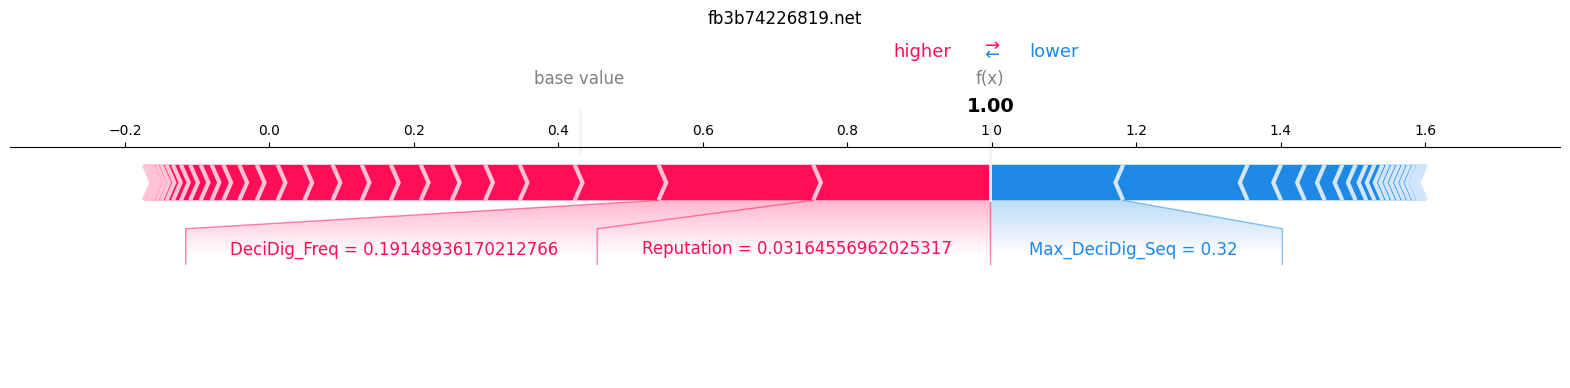 fb3b74226819.net
higher ⇄ lower
base value f(x)
1.00
−0.2 0.0 0.2 0.4 0.6 0.8 1.0 1.2 1.4 1.6
DeciDig_Freq = 0.19148936170212766 Reputation = 0.03164556962025317 Max_DeciDig_Seq = 0.32